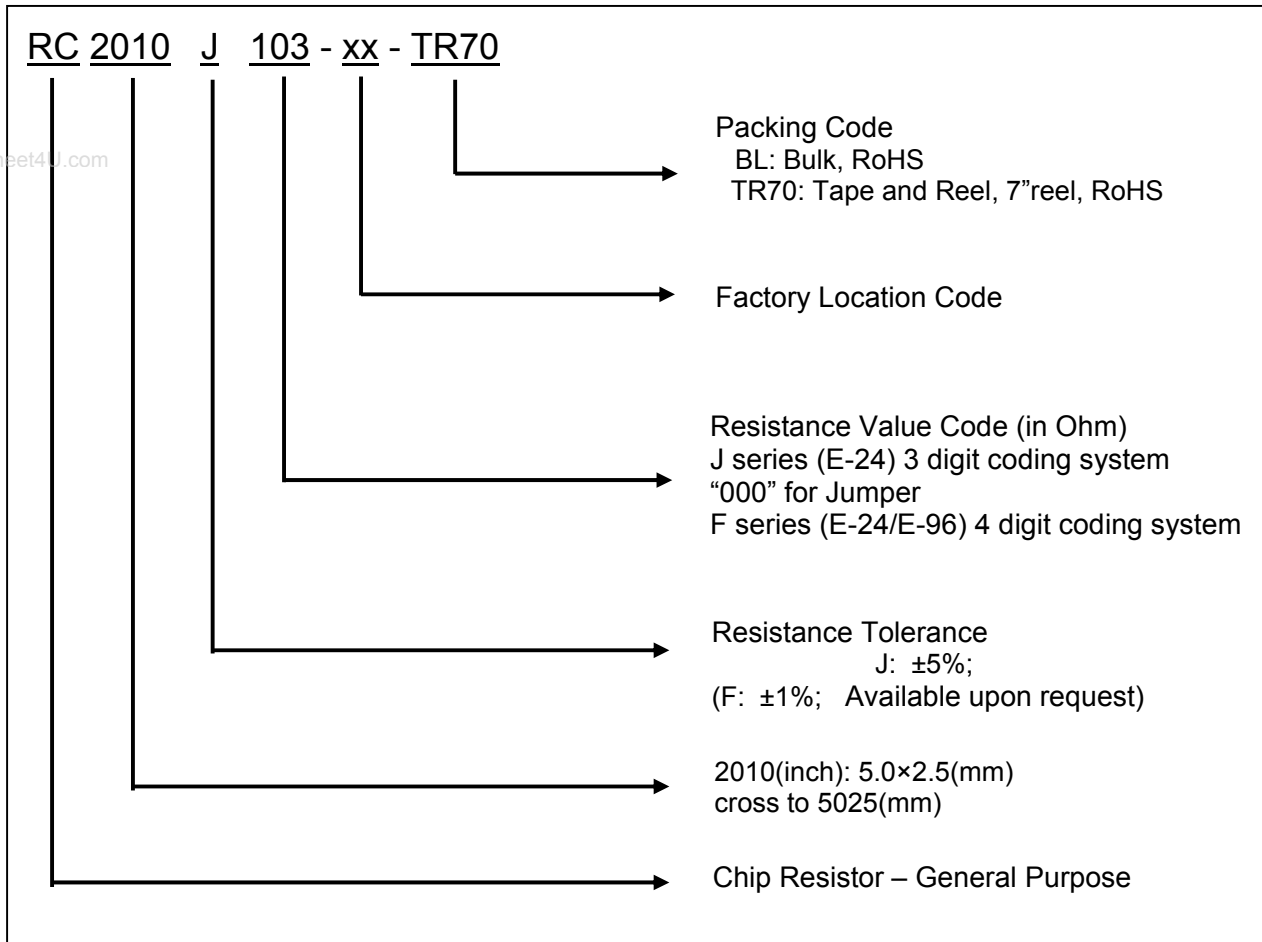 RC 2010 J 103 - xx - TR70
Packing Code
BL: Bulk, RoHS
TR70: Tape and Reel, 7”reel, RoHS
eet4U.com
Factory Location Code
Resistance Value Code (in Ohm)
J series (E-24) 3 digit coding system
“000” for Jumper
F series (E-24/E-96) 4 digit coding system
Resistance Tolerance
J: ±5%;
(F: ±1%; Available upon request)
2010(inch): 5.0×2.5(mm)
cross to 5025(mm)
Chip Resistor – General Purpose